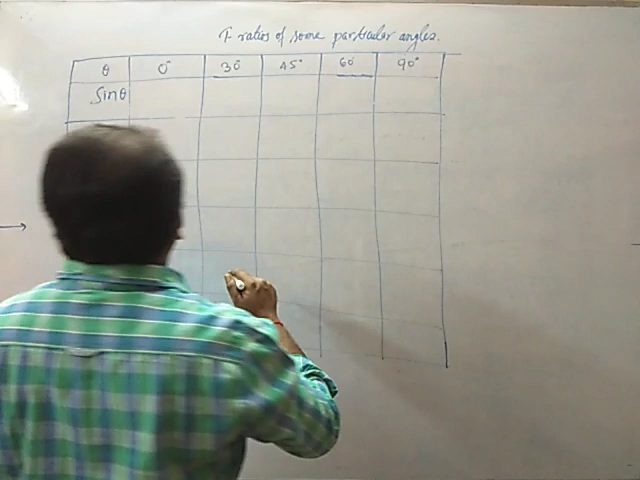 T ratios of some particular angles.
θ 0° 30° 45° 60° 90°
Sinθ